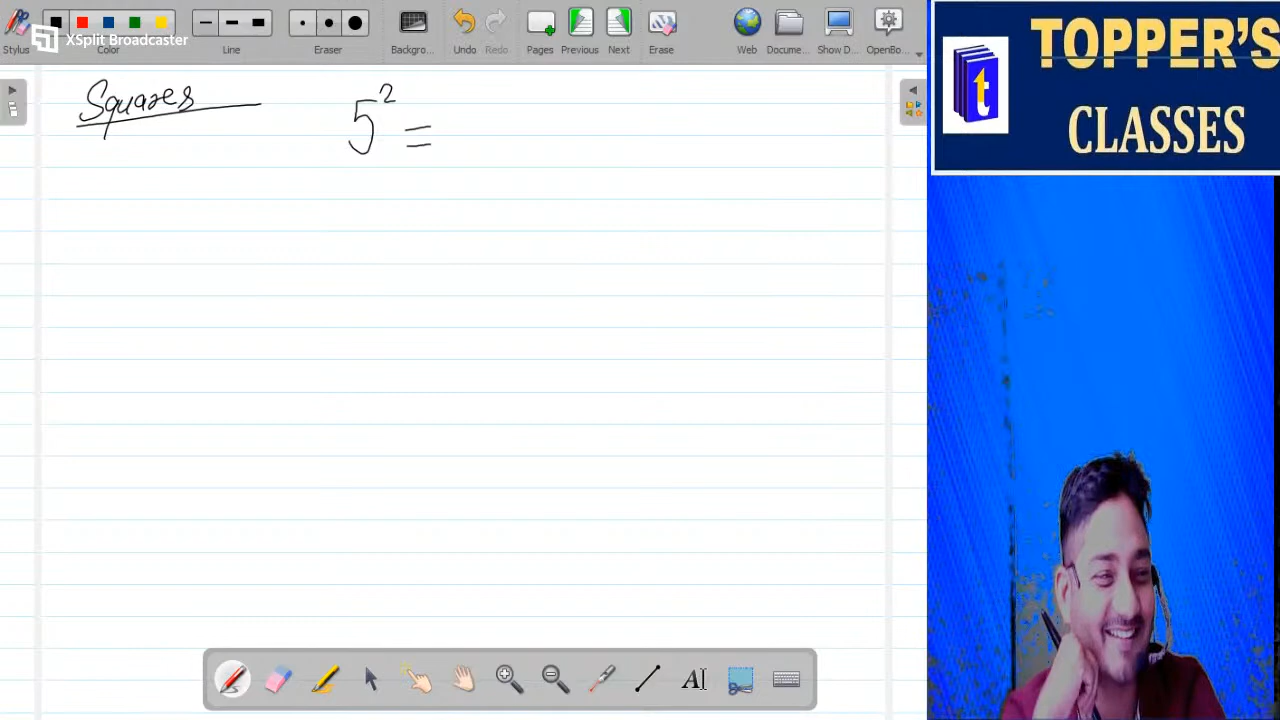 Stylus
Color
Line
Eraser
Backgro...
Undo
Redo
Pages
Previous
Next
Erase
Web
Docume...
Show D...
OpenBo...
XSplit Broadcaster
TOPPER'S
CLASSES
t
Squares 5² =
AI